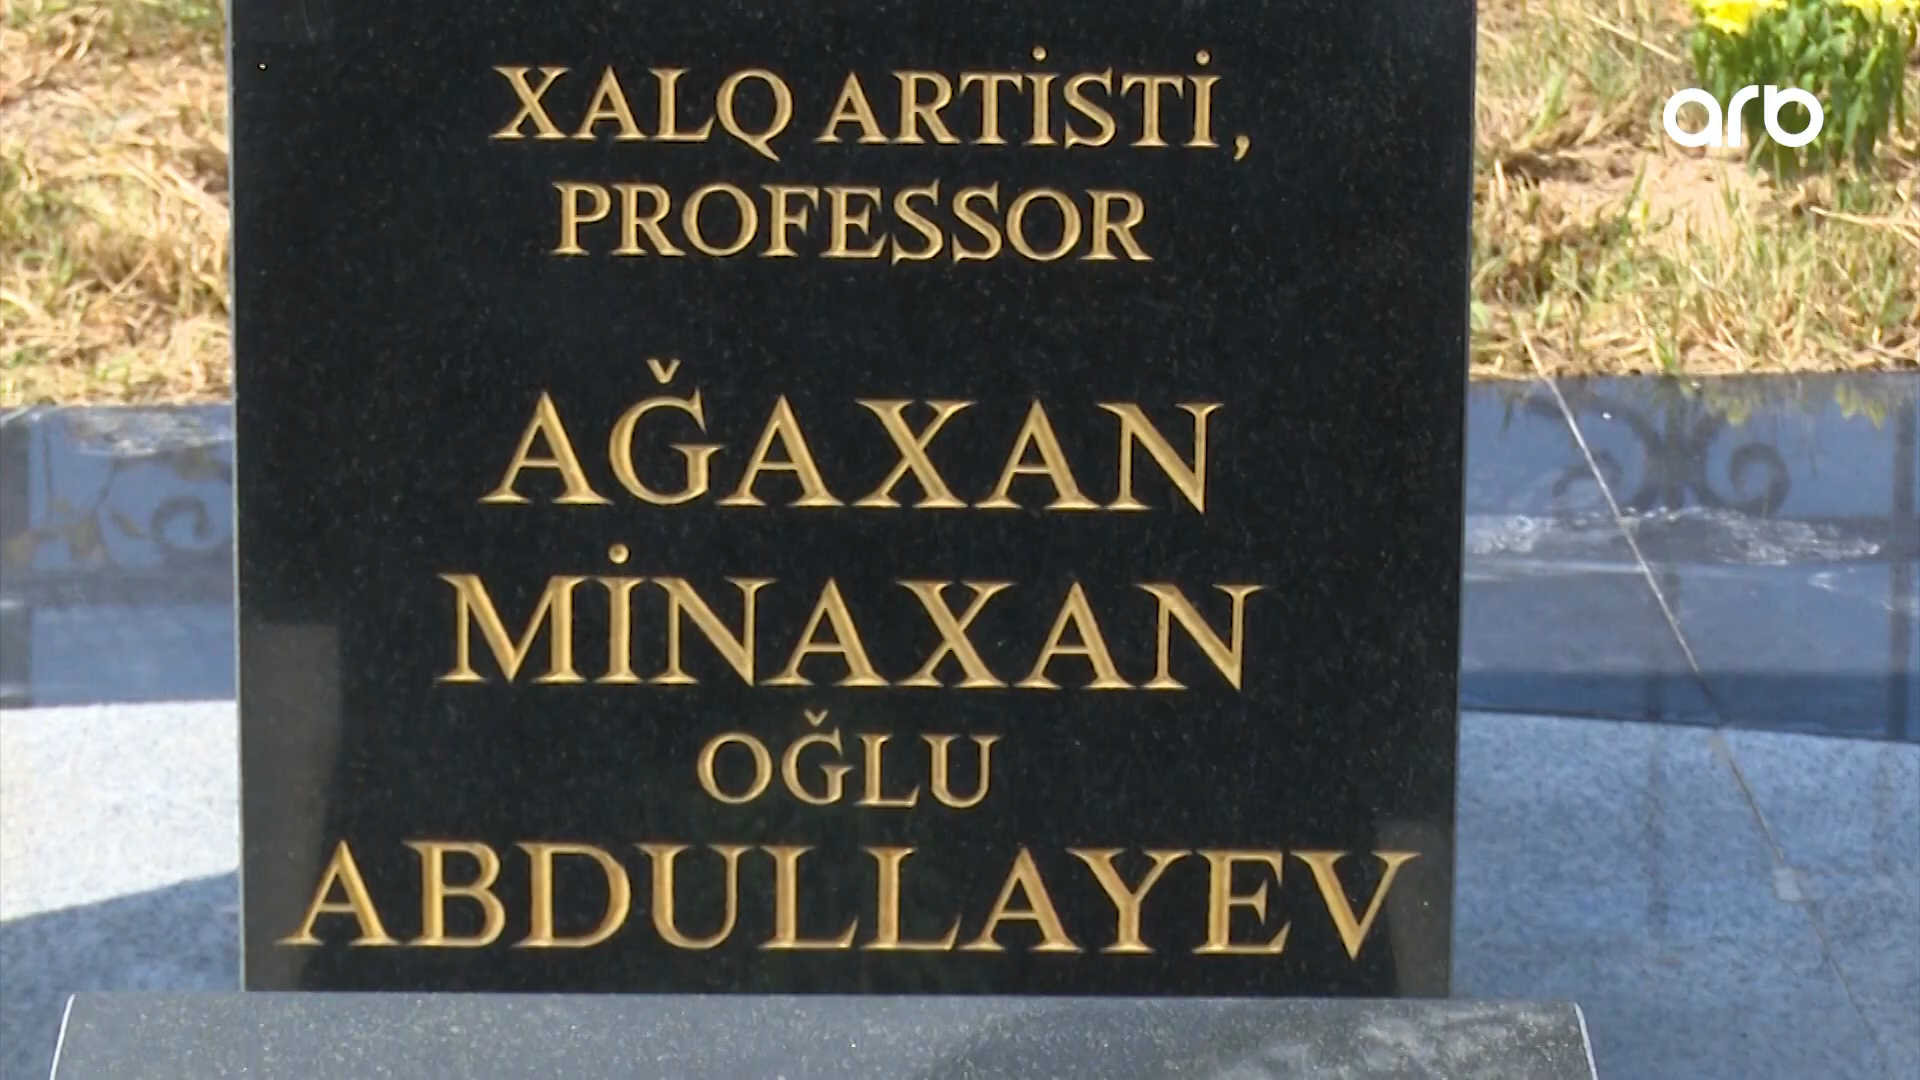 arb
XALQ ARTİSTİ,
PROFESSOR
AĞAXAN
MİNAXAN
OĞLU
ABDULLAYEV